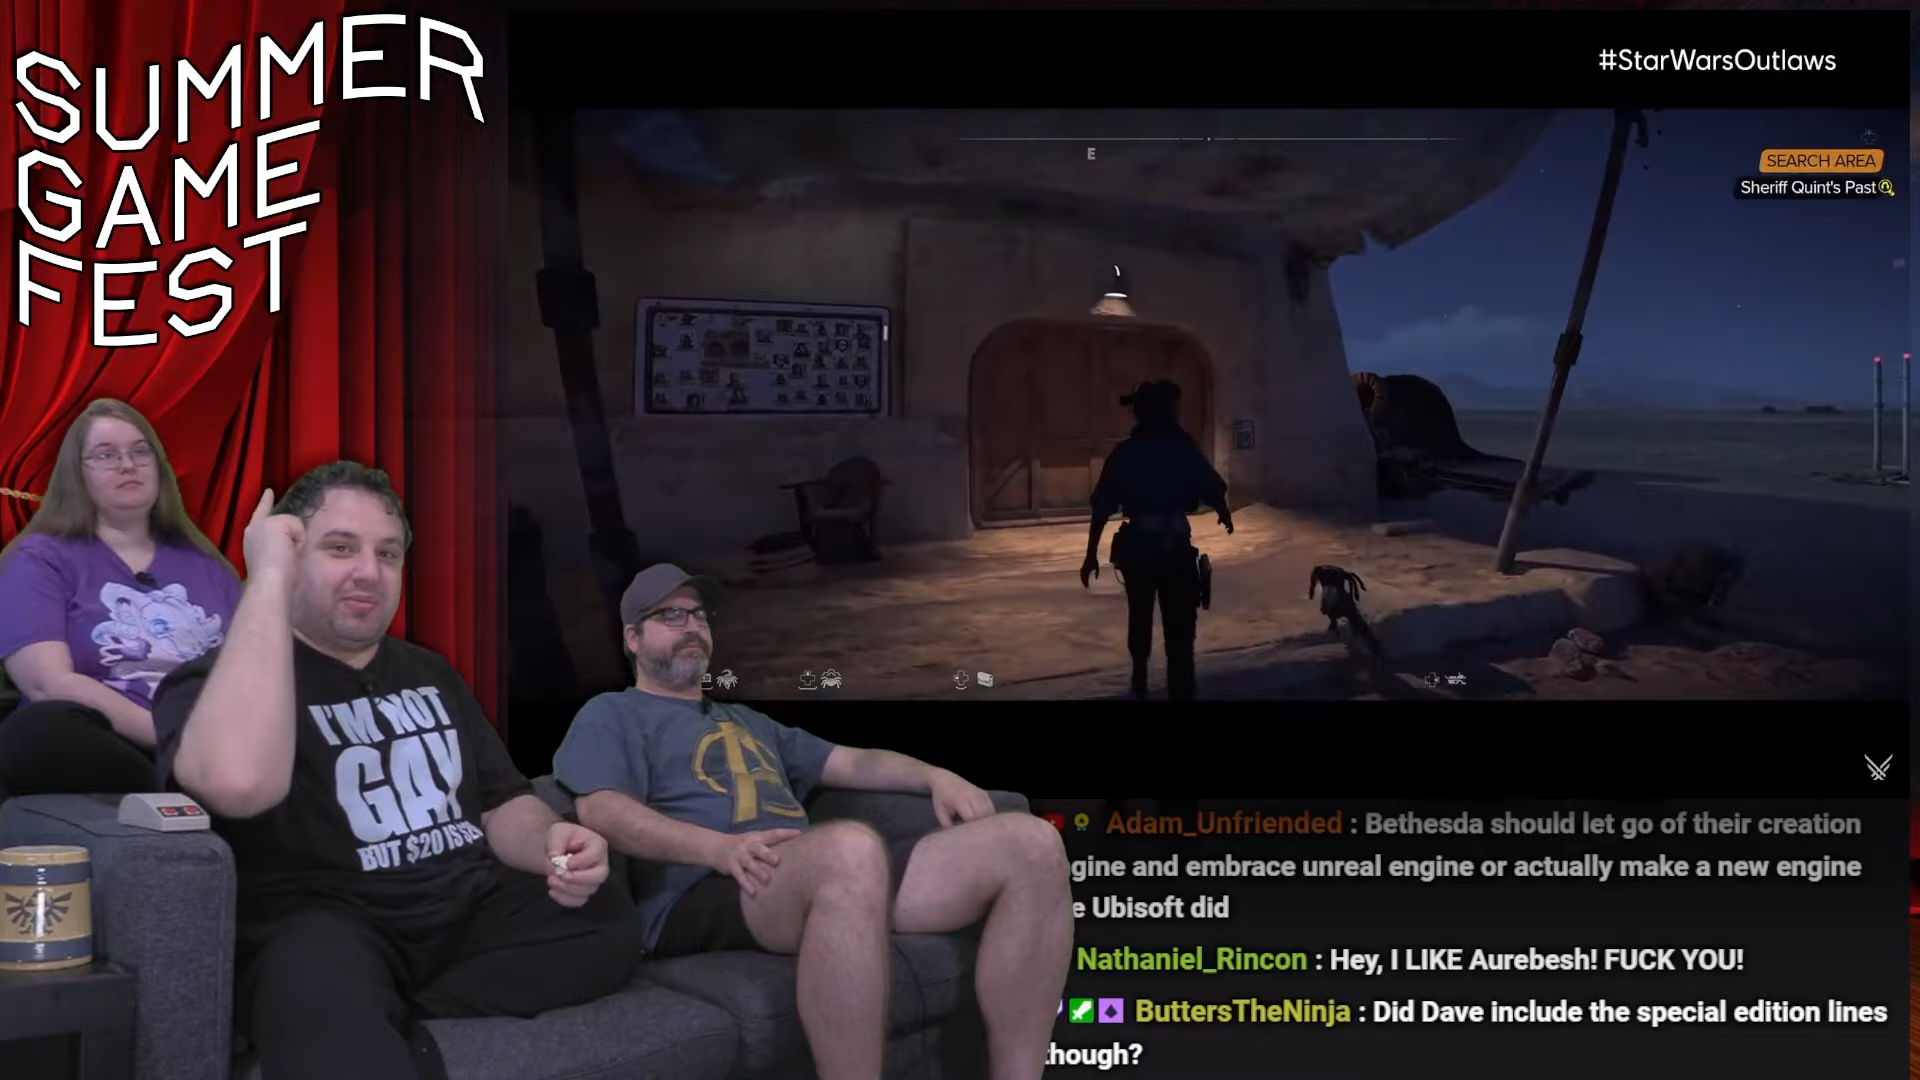 SUMMER
GAME
FEST
#StarWarsOutlaws
E
SEARCH AREA
Sheriff Quint's Past
I'M NOT
GAY
BUT $20 IS
Adam_Unfriended : Bethesda should let go of their creation
gine and embrace unreal engine or actually make a new engine
e Ubisoft did
Nathaniel_Rincon : Hey, I LIKE Aurebesh! FUCK YOU!
ButtersTheNinja : Did Dave include the special edition lines
though?